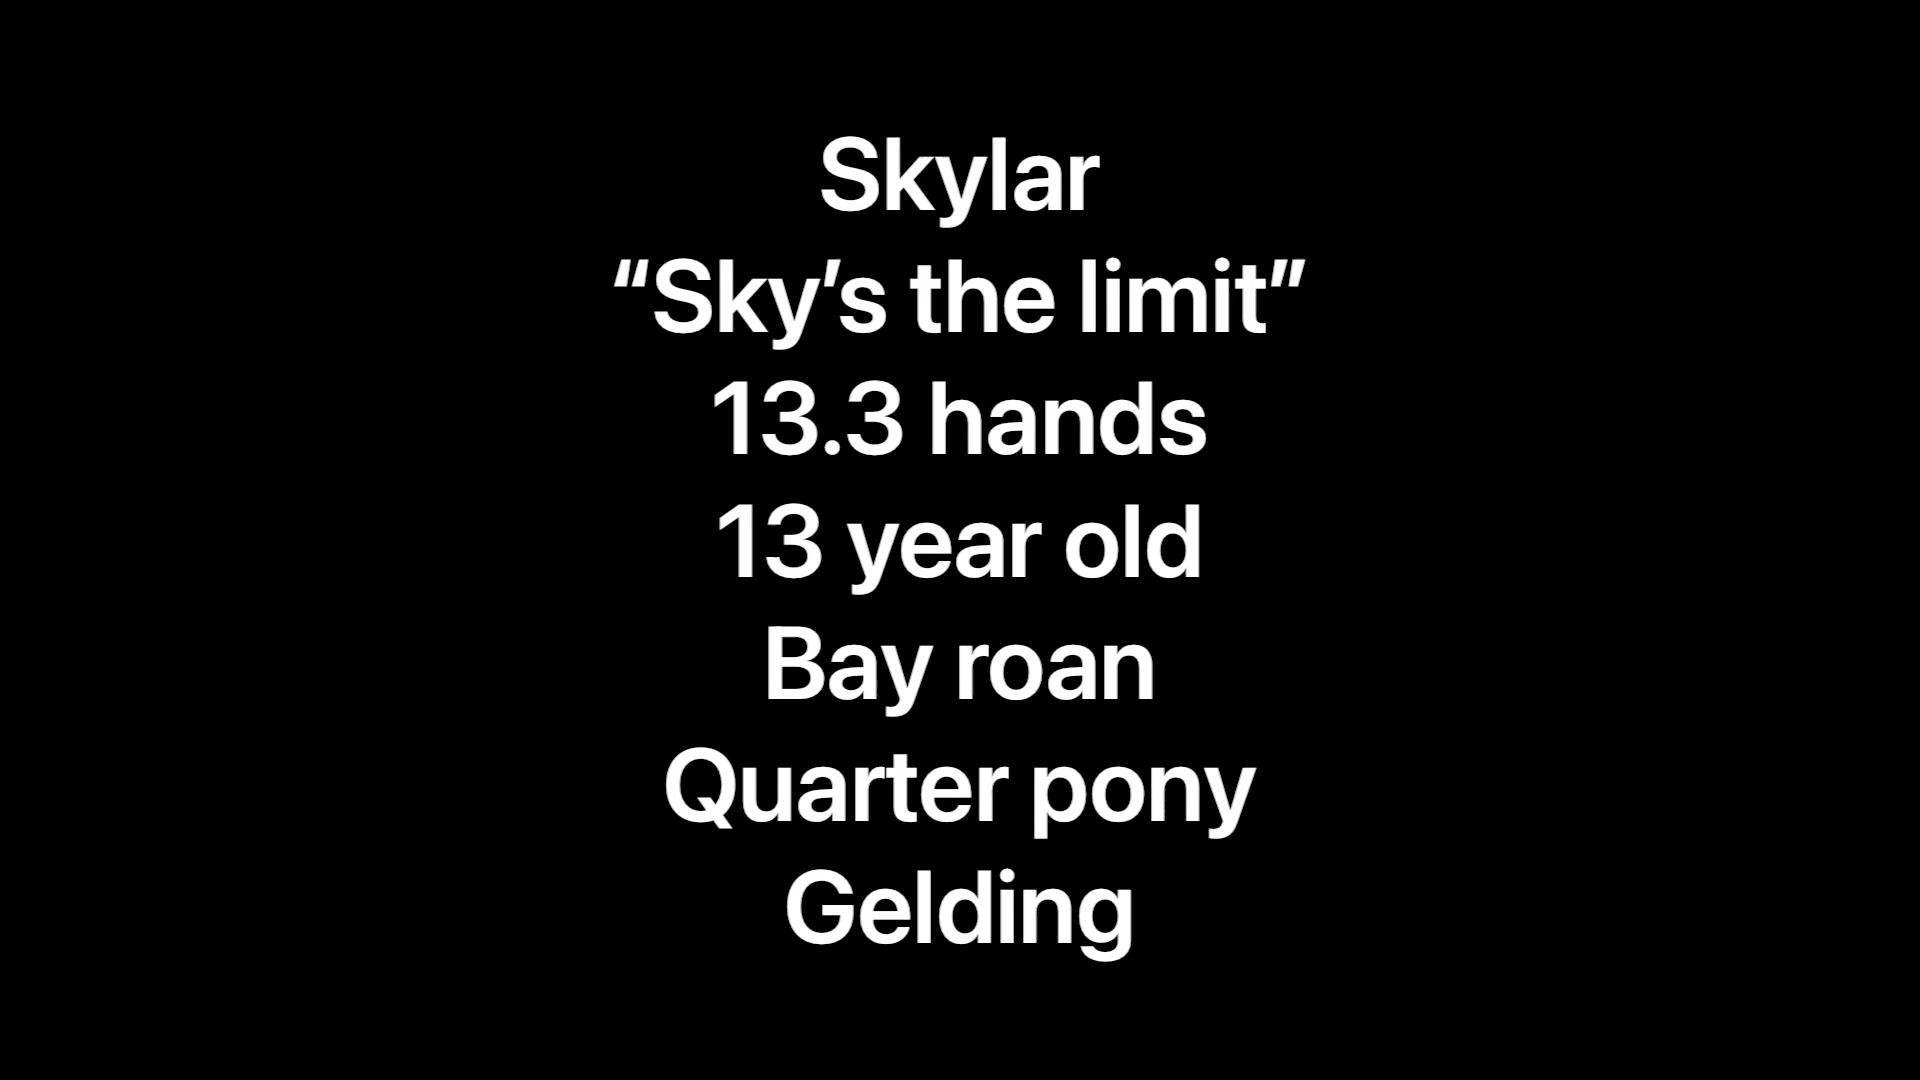 Skylar
“Sky’s the limit”
13.3 hands
13 year old
Bay roan
Quarter pony
Gelding